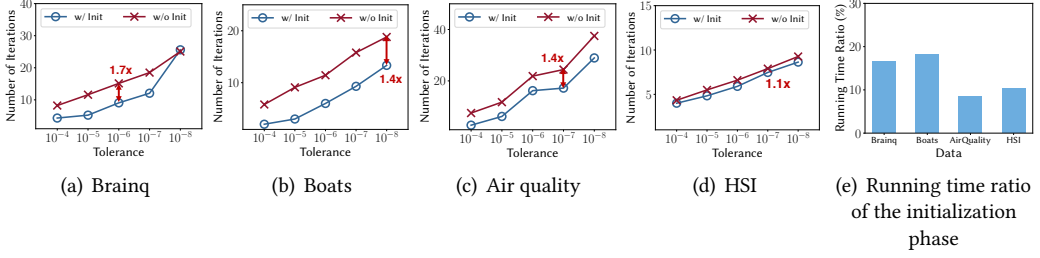 w/ Init
w/o Init
Number of Iterations
40
30
20
10
1.7x
10⁻⁴ 10⁻⁵ 10⁻⁶ 10⁻⁷ 10⁻⁸
Tolerance
(a) Brainq
w/ Init
w/o Init
Number of Iterations
20
10
1.4x
10⁻⁴ 10⁻⁵ 10⁻⁶ 10⁻⁷ 10⁻⁸
Tolerance
(b) Boats
w/ Init
w/o Init
Number of Iterations
40
20
1.4x
10⁻⁴ 10⁻⁵ 10⁻⁶ 10⁻⁷ 10⁻⁸
Tolerance
(c) Air quality
w/ Init
w/o Init
Number of Iterations
15
10
5
1.1x
10⁻⁴ 10⁻⁵ 10⁻⁶ 10⁻⁷ 10⁻⁸
Tolerance
(d) HSI
Running Time Ratio (%)
30
20
10
0
Brainq Boats AirQuality HSI
Data
(e) Running time ratio
of the initialization
phase